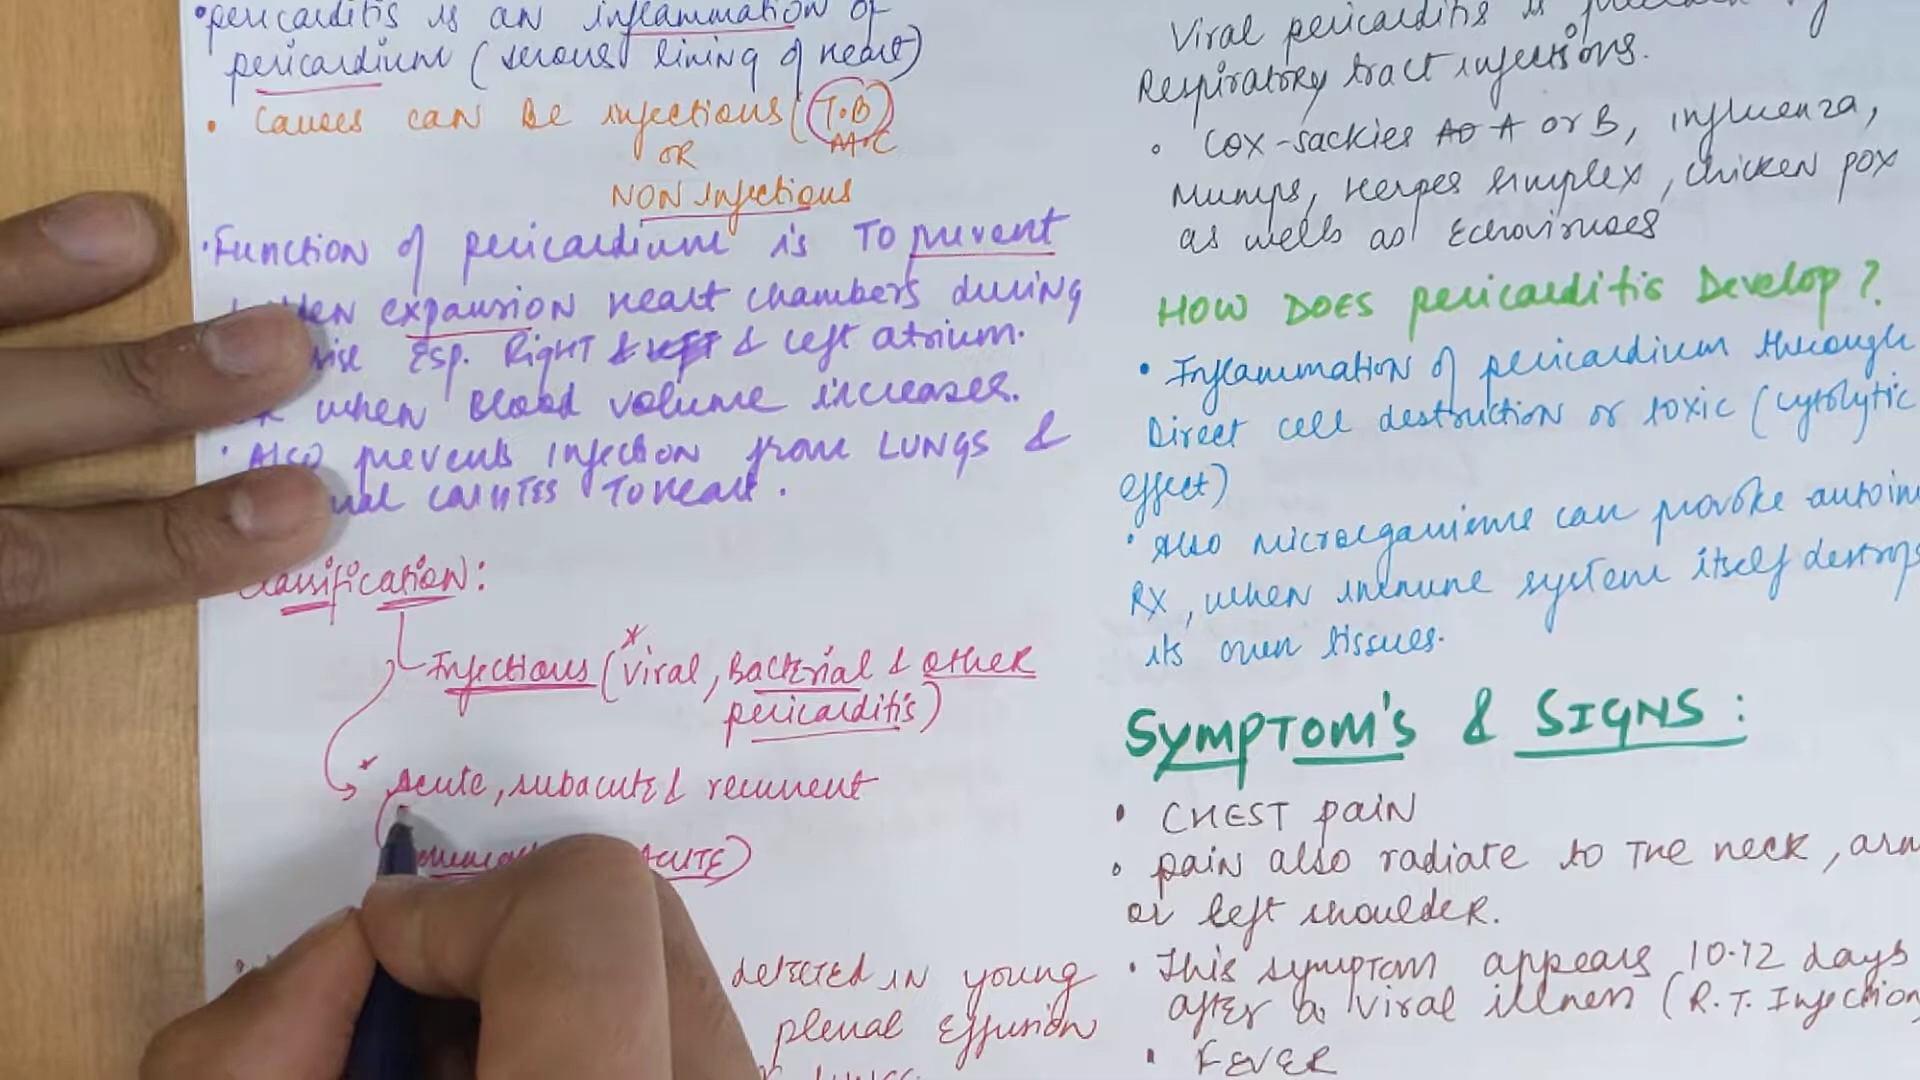 •pericarditis is an inflammation of
pericardium (serous lining of heart)
• Causes can be infectious (T.B)
M.C
OR
NON infectious
•Function of pericardium is To prevent
expansion heart chambers during
Esp. Right & left & left atrium.
when Blood volume increases.
• Also prevents infection from LUNGS &
cavities To heart.
Classification:
Infectious (Viral, Bacterial & other
pericarditis)
* Acute, subacute & recurrent
ACUTE)
detected in young
pleural effusion
Viral pericarditis is
Respiratory tract infections.
• Cox-sackies A or B, influenza,
Mumps, Herpes simplex, chicken pox
as wells as Echoviruses
HOW DOES pericarditis Develop?
• Inflammation of pericardium through
Direct cell destruction or toxic (cytolytic
effect)
• Also microorganisms can provoke autoim
RX, when immune system itself destroys
its own tissues.
SYMPTOM's & SIGNS:
• CHEST pain
• pain also radiate to The neck, arm
or left shoulder.
• This symptom appears 10-12 days
after a viral illness (R.T. Infection
• FEVER